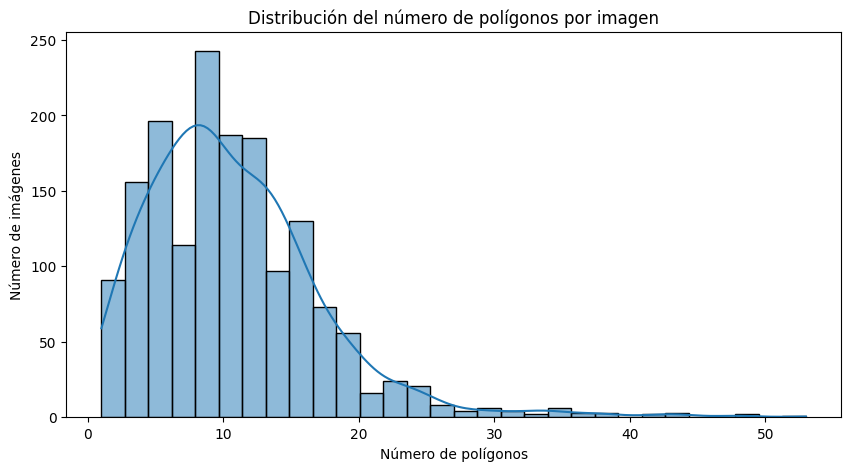 Distribución del número de polígonos por imagen
Número de imágenes
250
200
150
100
50
0
0 10 20 30 40 50
Número de polígonos